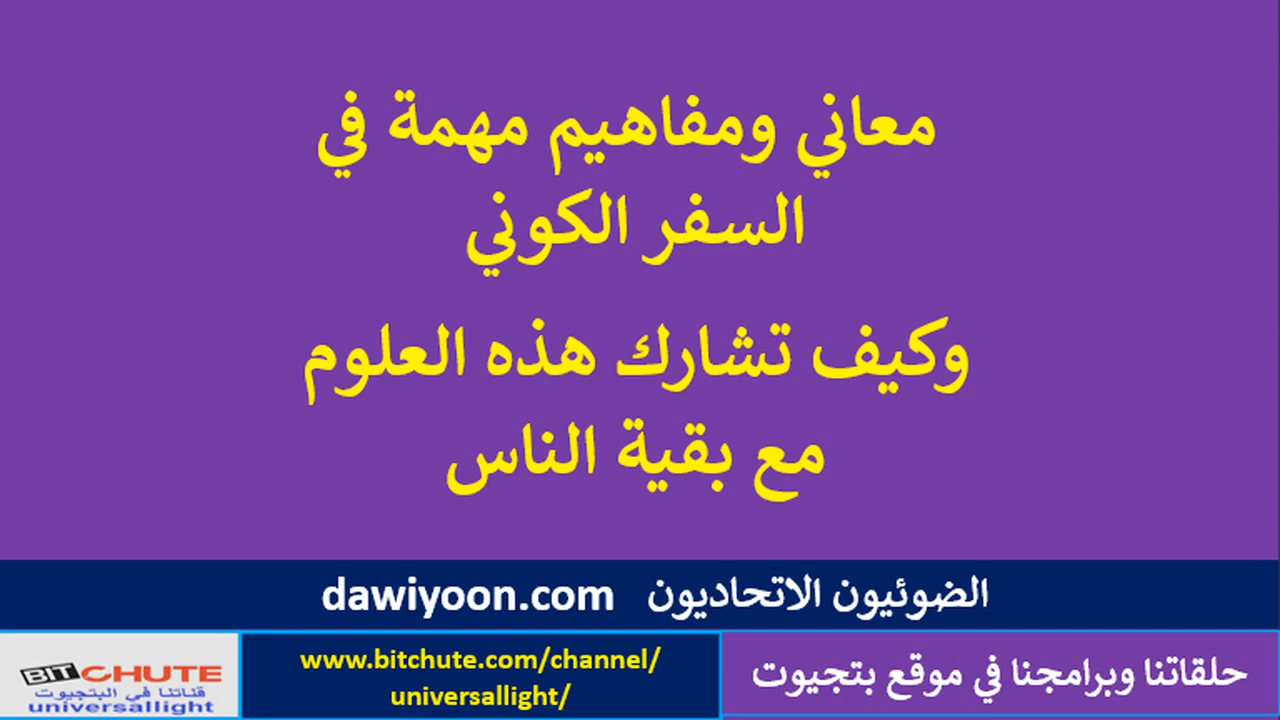 معاني ومفاهيم مهمة في
السفر الكوني
وكيف تشارك هذه العلوم
مع بقية الناس
الضوئيون الاتحاديون dawiyoon.com
حلقاتنا وبرامجنا في موقع بتجيوت
www.bitchute.com/channel/
universallight/
BITCHUTE
قناتنا في البتجيوت
universallight